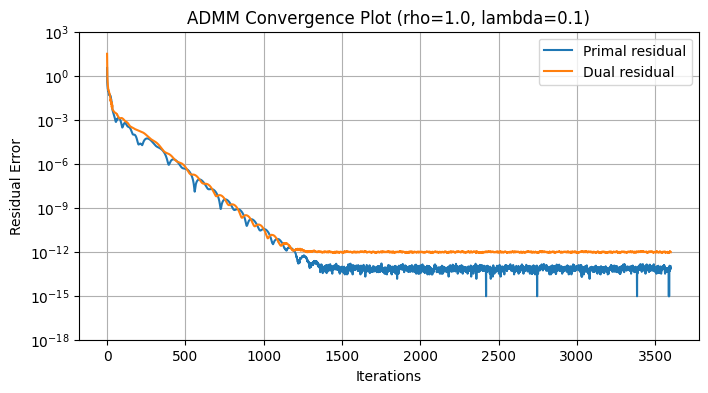 ADMM Convergence Plot (rho=1.0, lambda=0.1)
Primal residual
Dual residual
Residual Error
10^3
10^0
10^−3
10^−6
10^−9
10^−12
10^−15
10^−18
0 500 1000 1500 2000 2500 3000 3500
Iterations